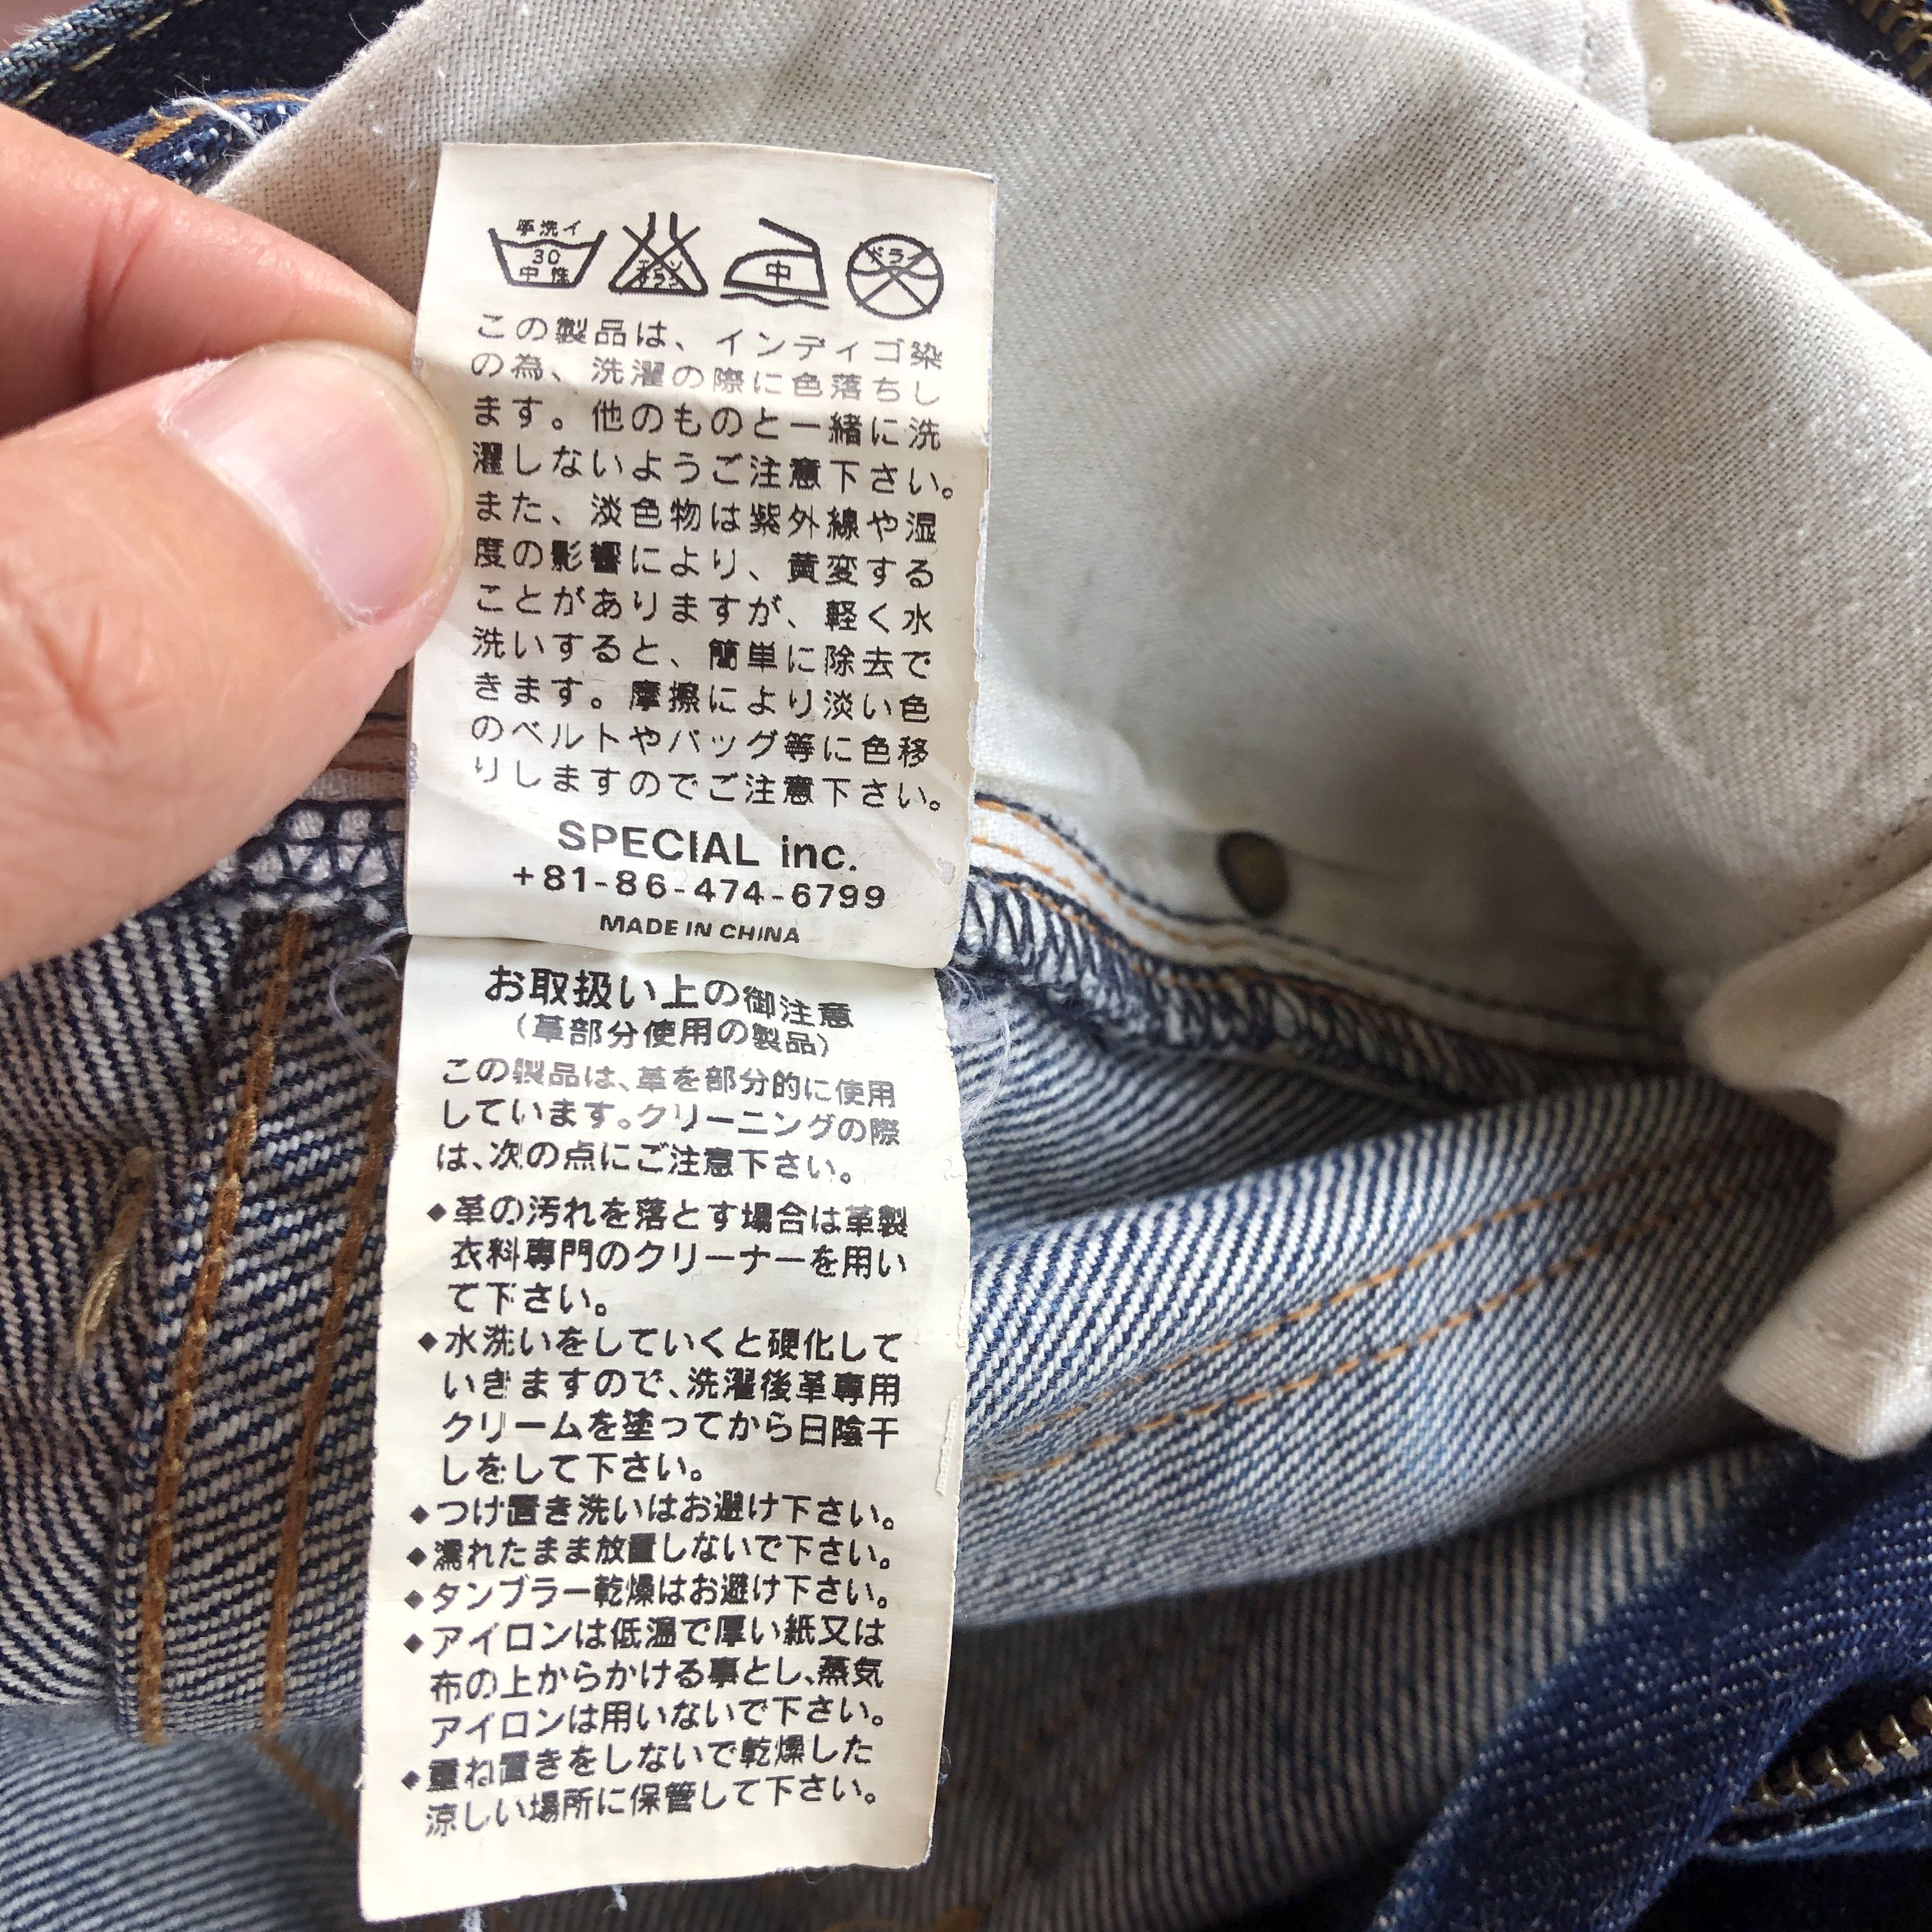 手洗イ
30
中性
エンソ
サラシ
中
ドライ
この製品は、インディゴ染
の為、洗濯の際に色落ちし
ます。他のものと一緒に洗
濯しないようご注意下さい。
また、淡色物は紫外線や湿
度の影響により、黄変する
ことがありますが、軽く水
洗いすると、簡単に除去で
きます。摩擦により淡い色
のベルトやバッグ等に色移
りしますのでご注意下さい。
SPECIAL inc.
+81-86-474-6799
MADE IN CHINA
お取扱い上の御注意
（革部分使用の製品）
この製品は、革を部分的に使用
しています。クリーニングの際
は、次の点にご注意下さい。
◆革の汚れを落とす場合は革製
衣料専門のクリーナーを用い
て下さい。
◆水洗いをしていくと硬化して
いきますので、洗濯後革専用
クリームを塗ってから日陰干
しをして下さい。
◆つけ置き洗いはお避け下さい。
◆濡れたまま放置しないで下さい。
◆タンブラー乾燥はお避け下さい。
◆アイロンは低温で厚い紙又は
布の上からかける事とし、蒸気
アイロンは用いないで下さい。
◆重ね置きをしないで乾燥した
涼しい場所に保管して下さい。